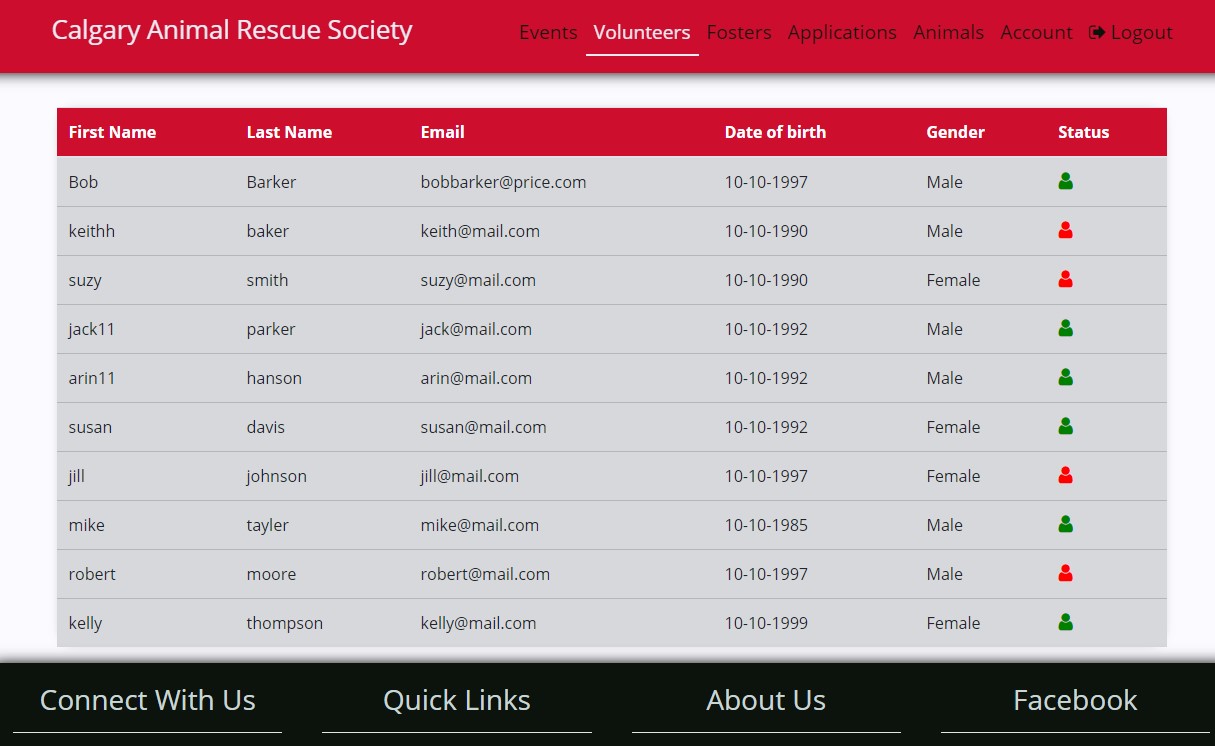 Calgary Animal Rescue Society Events Volunteers Fosters Applications Animals Account Logout
First Name Last Name Email Date of birth Gender Status
Bob Barker bobbarker@price.com 10-10-1997 Male
keithh baker keith@mail.com 10-10-1990 Male
suzy smith suzy@mail.com 10-10-1990 Female
jack11 parker jack@mail.com 10-10-1992 Male
arin11 hanson arin@mail.com 10-10-1992 Male
susan davis susan@mail.com 10-10-1992 Female
jill johnson jill@mail.com 10-10-1997 Female
mike tayler mike@mail.com 10-10-1985 Male
robert moore robert@mail.com 10-10-1997 Male
kelly thompson kelly@mail.com 10-10-1999 Female
Connect With Us Quick Links About Us Facebook